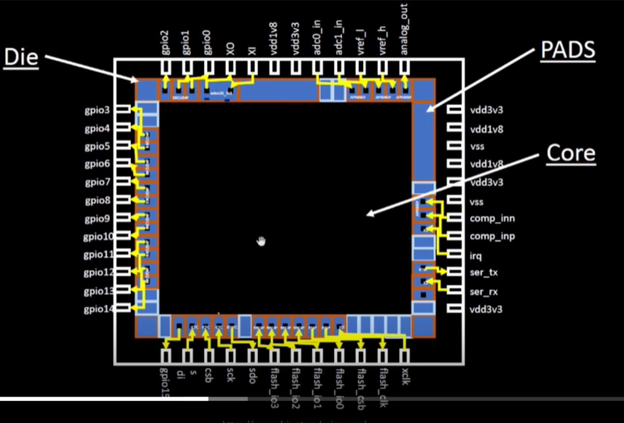 gpio2
gpio1
gpio0
XO
XI
vdd1v8
vdd3v3
adc0_in
adc1_in
vref_l
vref_h
analog_out
Die
PADS
Core
gpio3
gpio4
gpio5
gpio6
gpio7
gpio8
gpio9
gpio10
gpio11
gpio12
gpio13
gpio14
vdd3v3
vdd1v8
vss
vdd1v8
vdd3v3
vss
comp_inn
comp_inp
irq
ser_tx
ser_rx
vdd3v3
gpio15
di
s
csb
sck
sdo
flash_io3
flash_io2
flash_io1
flash_io0
flash_csb
flash_clk
xclk